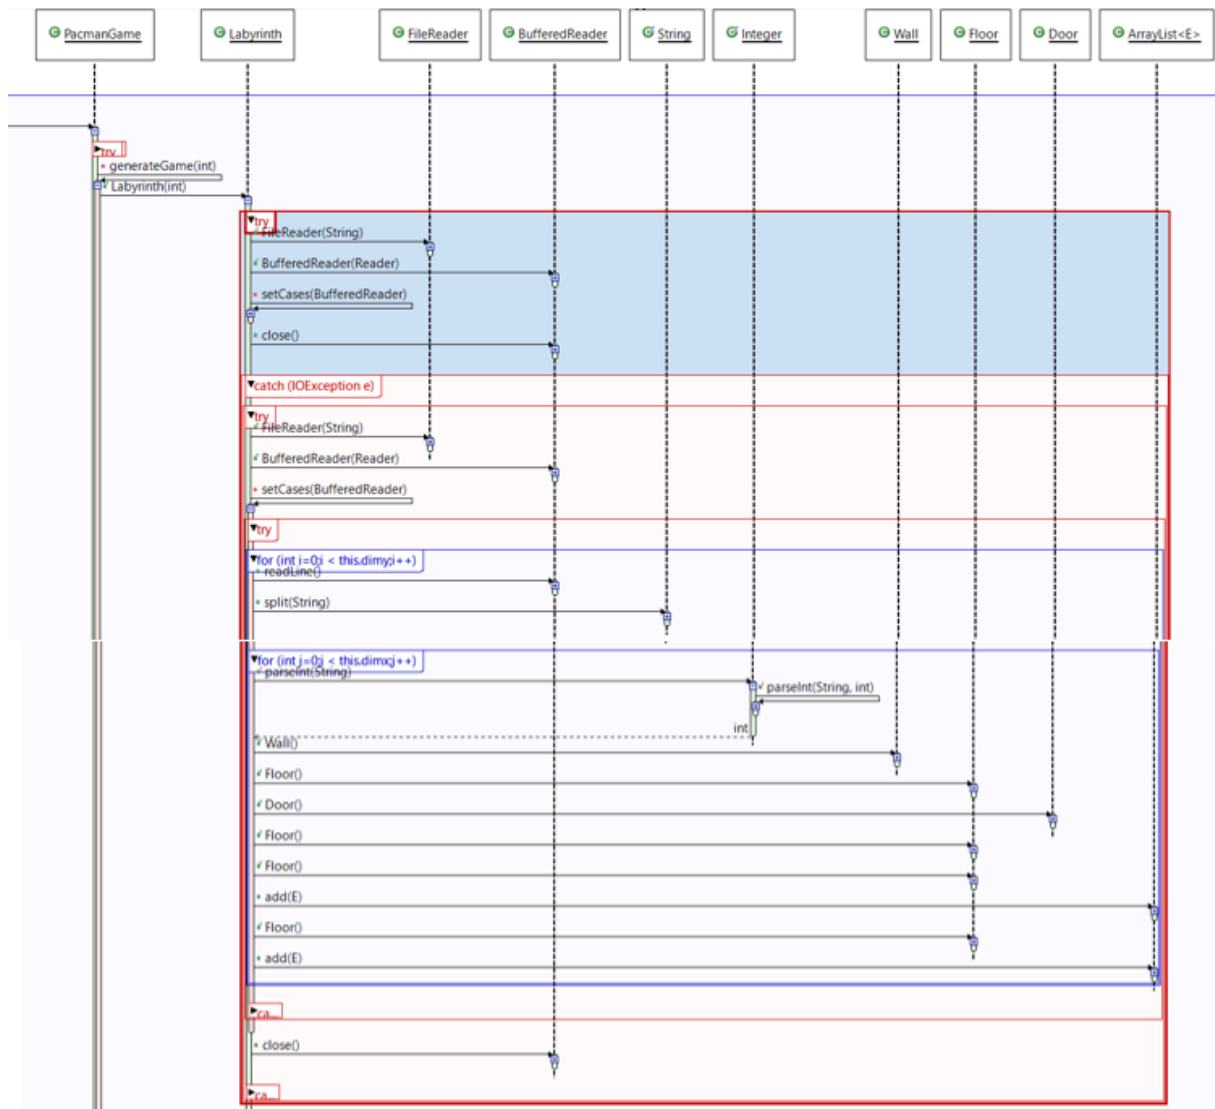 PacmanGame
Labyrinth
FileReader
BufferedReader
String
Integer
Wall
Floor
Door
ArrayList<E>
try
generateGame(int)
Labyrinth(int)
try
FileReader(String)
BufferedReader(Reader)
setCases(BufferedReader)
close()
catch (IOException e)
try
FileReader(String)
BufferedReader(Reader)
setCases(BufferedReader)
try
for (int i=0;i < this.dimy;i++)
readLine()
split(String)
for (int j=0;j < this.dimx;j++)
parseInt(String)
parseInt(String, int)
int
Wall()
Floor()
Door()
Floor()
Floor()
add(E)
Floor()
add(E)
ca...
close()
ca...